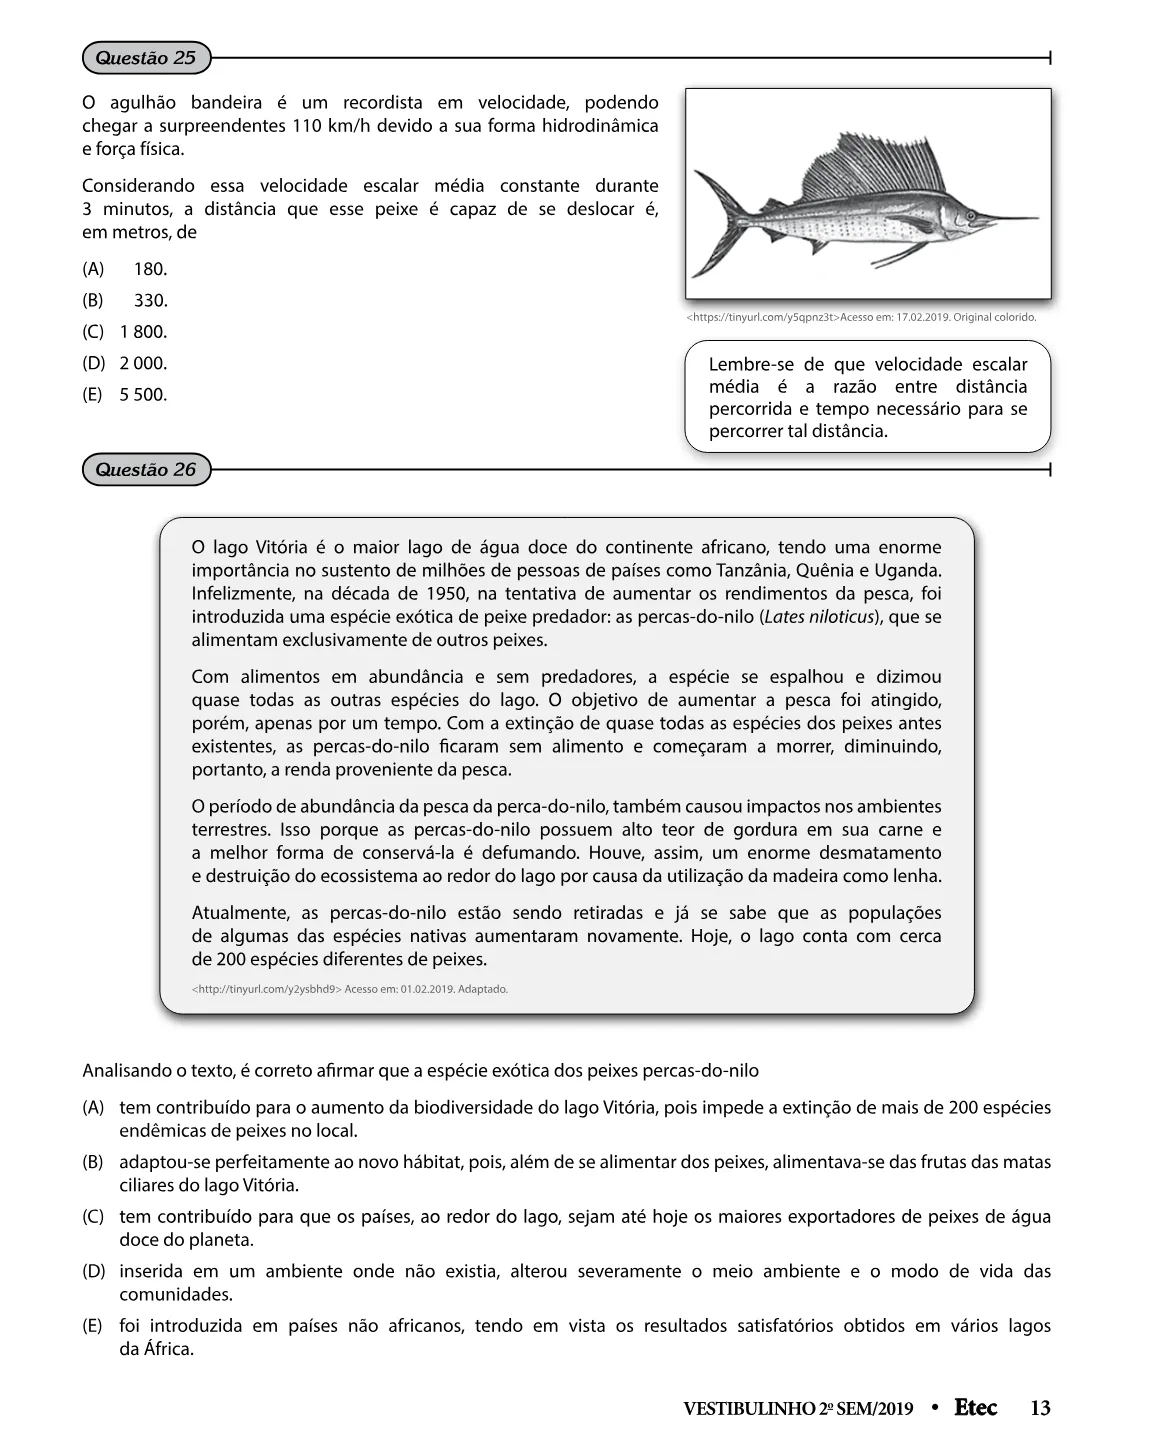 Questão 25
O agulhão bandeira é um recordista em velocidade, podendo
chegar a surpreendentes 110 km/h devido a sua forma hidrodinâmica
e força física.
Considerando essa velocidade escalar média constante durante
3 minutos, a distância que esse peixe é capaz de se deslocar é,
em metros, de
(A) 180.
(B) 330.
(C) 1 800.
(D) 2 000.
(E) 5 500.
<https://tinyurl.com/y5qpnz3t>Acesso em: 17.02.2019. Original colorido.
Lembre-se de que velocidade escalar
média é a razão entre distância
percorrida e tempo necessário para se
percorrer tal distância.
Questão 26
O lago Vitória é o maior lago de água doce do continente africano, tendo uma enorme
importância no sustento de milhões de pessoas de países como Tanzânia, Quênia e Uganda.
Infelizmente, na década de 1950, na tentativa de aumentar os rendimentos da pesca, foi
introduzida uma espécie exótica de peixe predador: as percas-do-nilo (Lates niloticus), que se
alimentam exclusivamente de outros peixes.
Com alimentos em abundância e sem predadores, a espécie se espalhou e dizimou
quase todas as outras espécies do lago. O objetivo de aumentar a pesca foi atingido,
porém, apenas por um tempo. Com a extinção de quase todas as espécies dos peixes antes
existentes, as percas-do-nilo ficaram sem alimento e começaram a morrer, diminuindo,
portanto, a renda proveniente da pesca.
O período de abundância da pesca da perca-do-nilo, também causou impactos nos ambientes
terrestres. Isso porque as percas-do-nilo possuem alto teor de gordura em sua carne e
a melhor forma de conservá-la é defumando. Houve, assim, um enorme desmatamento
e destruição do ecossistema ao redor do lago por causa da utilização da madeira como lenha.
Atualmente, as percas-do-nilo estão sendo retiradas e já se sabe que as populações
de algumas das espécies nativas aumentaram novamente. Hoje, o lago conta com cerca
de 200 espécies diferentes de peixes.
<http://tinyurl.com/y2ysbhd9> Acesso em: 01.02.2019. Adaptado.
Analisando o texto, é correto afirmar que a espécie exótica dos peixes percas-do-nilo
(A) tem contribuído para o aumento da biodiversidade do lago Vitória, pois impede a extinção de mais de 200 espécies
endêmicas de peixes no local.
(B) adaptou-se perfeitamente ao novo hábitat, pois, além de se alimentar dos peixes, alimentava-se das frutas das matas
ciliares do lago Vitória.
(C) tem contribuído para que os países, ao redor do lago, sejam até hoje os maiores exportadores de peixes de água
doce do planeta.
(D) inserida em um ambiente onde não existia, alterou severamente o meio ambiente e o modo de vida das
comunidades.
(E) foi introduzida em países não africanos, tendo em vista os resultados satisfatórios obtidos em vários lagos
da África.
VESTIBULINHO 2º SEM/2019 • Etec 13